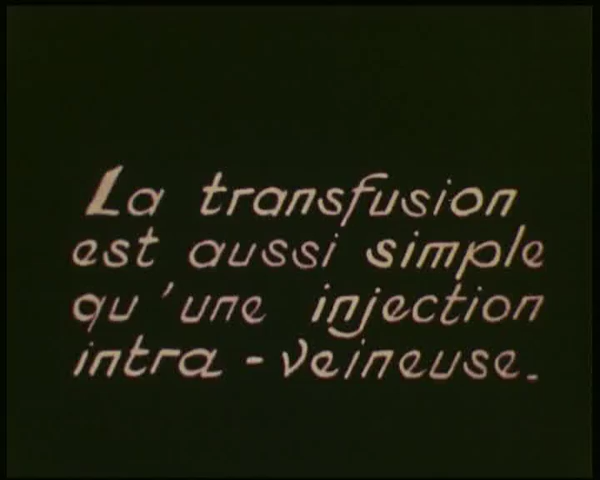 La transfusion
est aussi simple
qu'une injection
intra-veineuse.